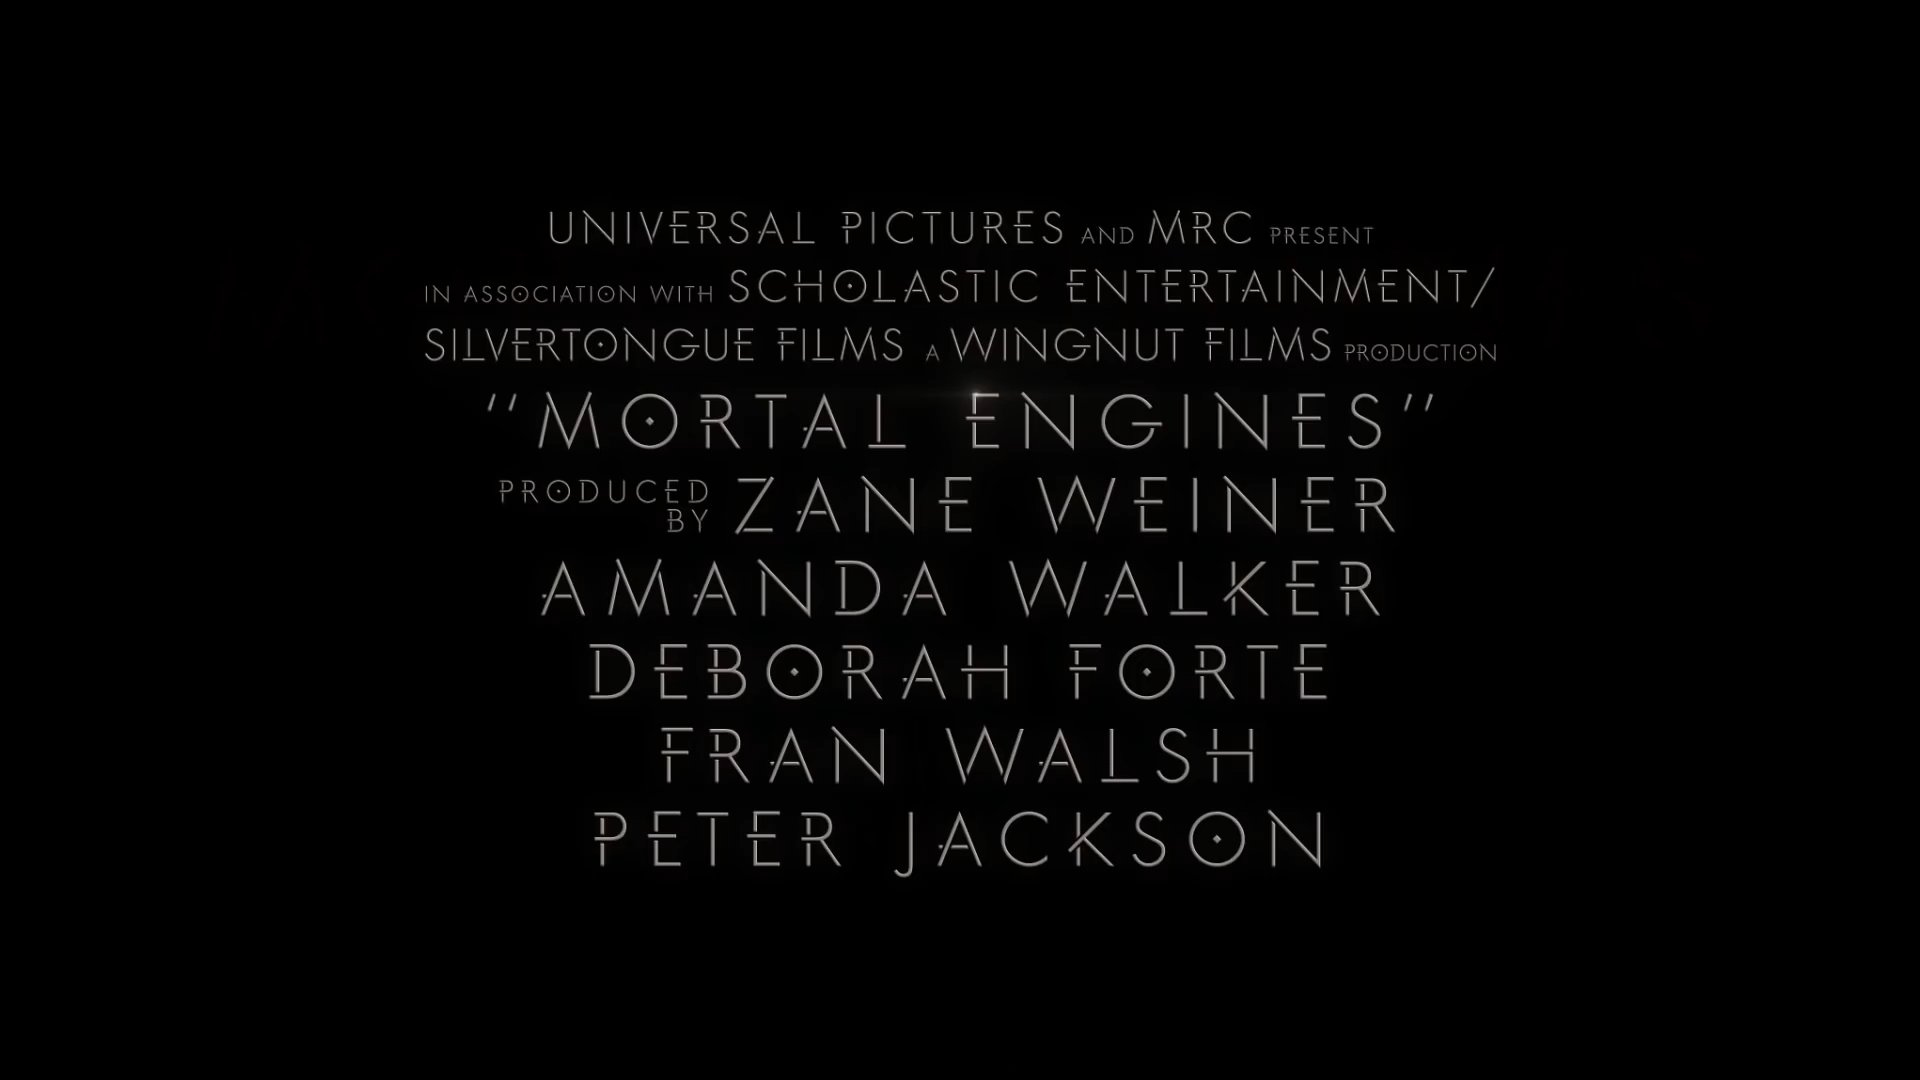 UNIVERSAL PICTURES AND MRC PRESENT
IN ASSOCIATION WITH SCHOLASTIC ENTERTAINMENT/
SILVERTONGUE FILMS A WINGNUT FILMS PRODUCTION
"MORTAL ENGINES"
PRODUCED BY ZANE WEINER
AMANDA WALKER
DEBORAH FORTE
FRAN WALSH
PETER JACKSON